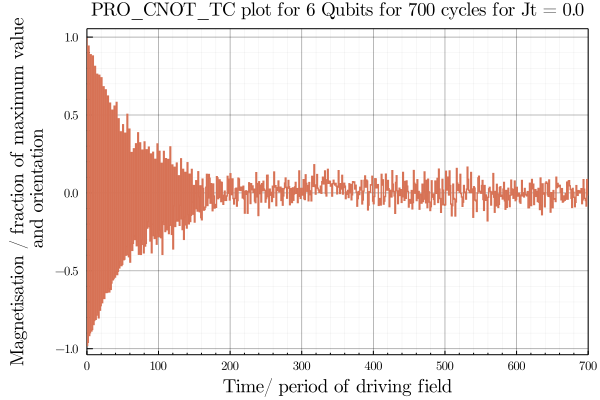 PRO_CNOT_TC plot for 6 Qubits for 700 cycles for Jt = 0.0
Magnetisation / fraction of maximum value
and orientation
1.0
0.5
0.0
−0.5
−1.0
0 100 200 300 400 500 600 700
Time/ period of driving field